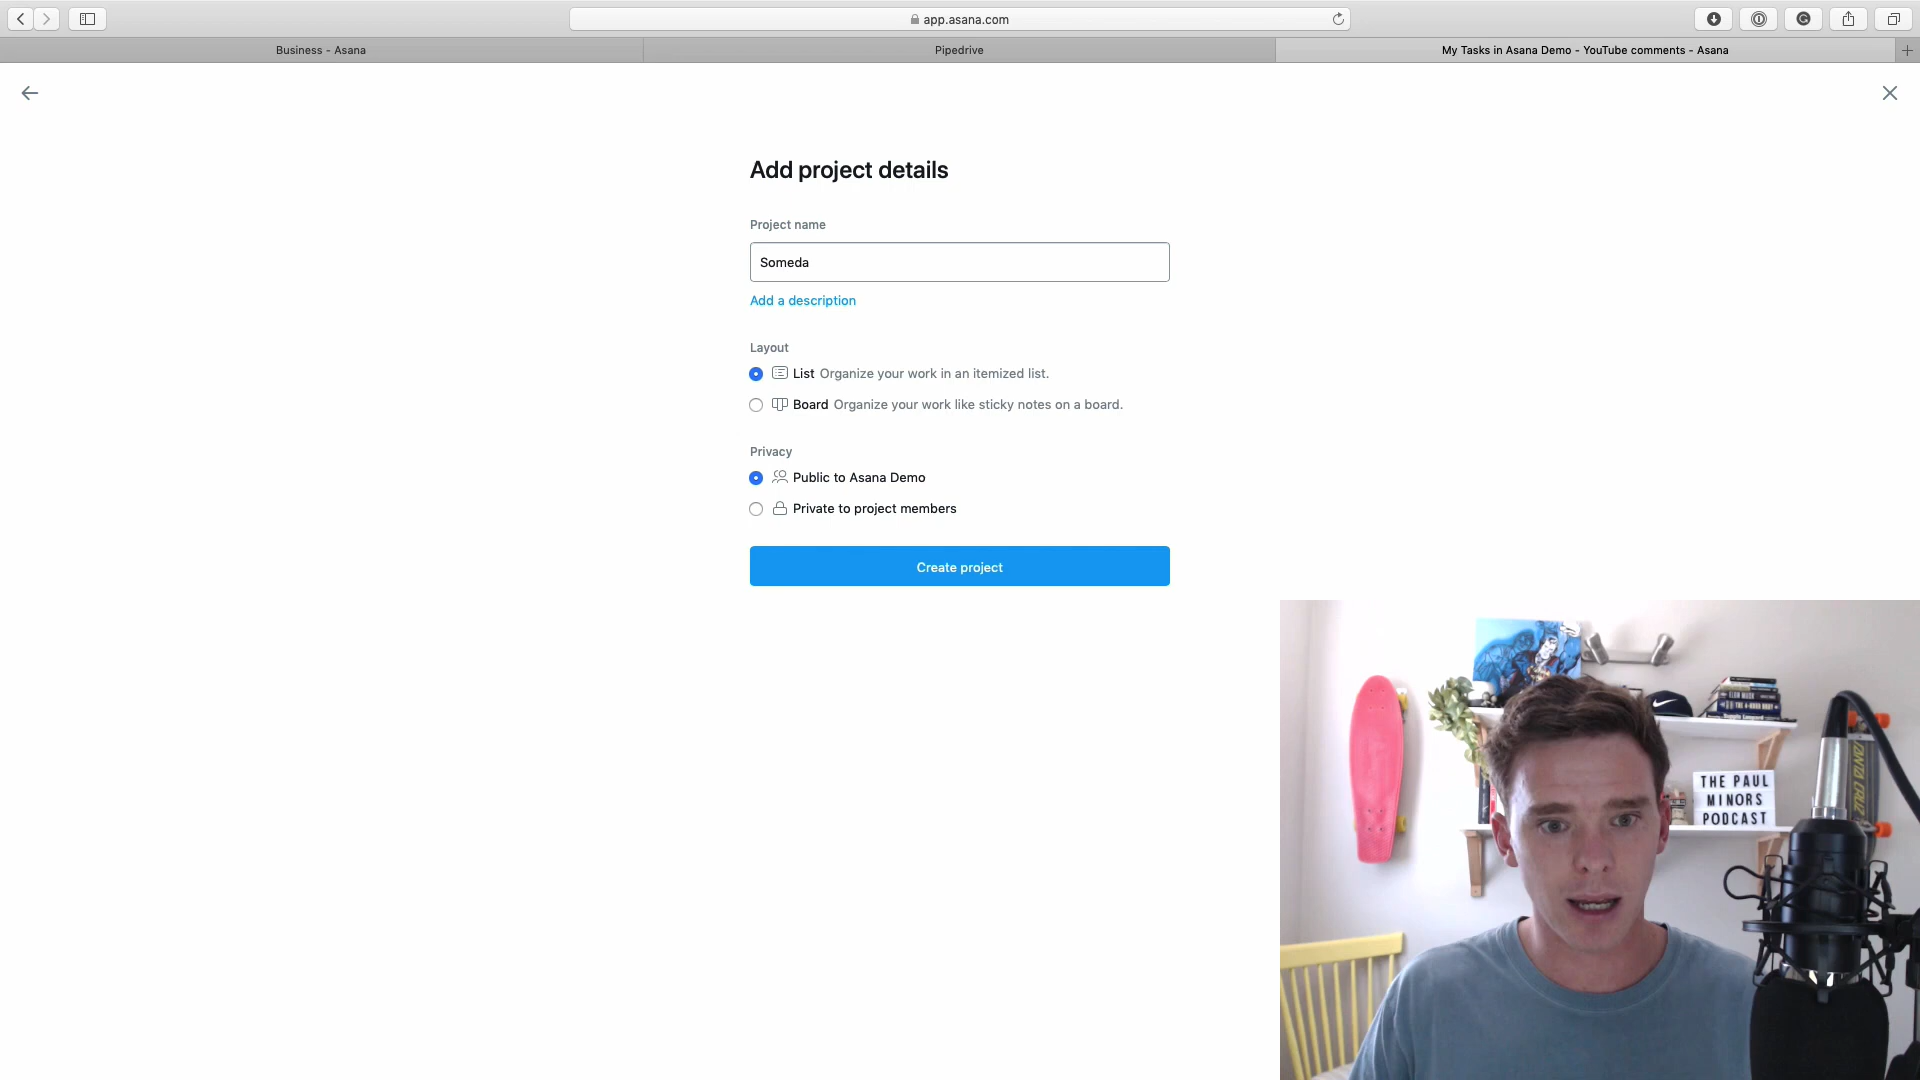 app.asana.com
Business - Asana
Pipedrive
My Tasks in Asana Demo - YouTube comments - Asana
Add project details
Project name
Someda
Add a description
Layout
List Organize your work in an itemized list.
Board Organize your work like sticky notes on a board.
Privacy
Public to Asana Demo
Private to project members
Create project
THE PAUL
MINORS
PODCAST